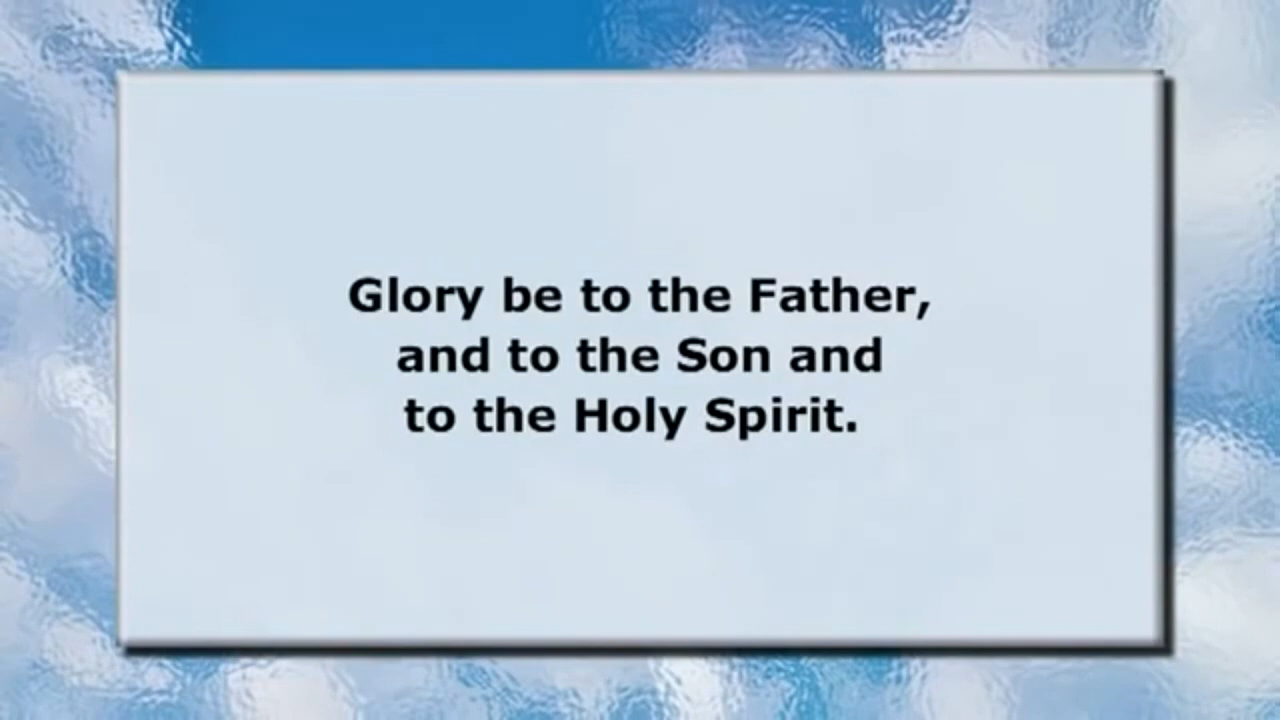 Glory be to the Father,
and to the Son and
to the Holy Spirit.